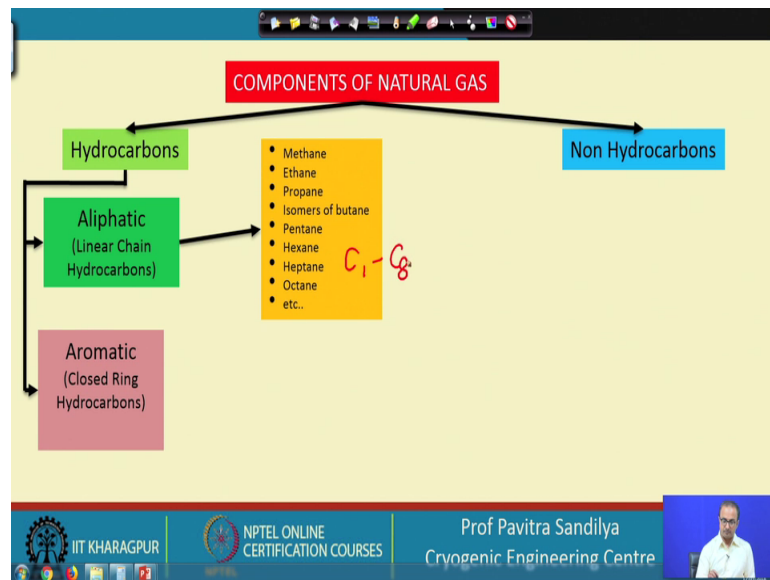 COMPONENTS OF NATURAL GAS
Hydrocarbons
Non Hydrocarbons
Aliphatic
(Linear Chain
Hydrocarbons)
• Methane
• Ethane
• Propane
• Isomers of butane
• Pentane
• Hexane
• Heptane
• Octane
• etc..
C₁ - C₈
Aromatic
(Closed Ring
Hydrocarbons)
IIT KHARAGPUR
NPTEL ONLINE
CERTIFICATION COURSES
NPTEL
Prof Pavitra Sandilya
Cryogenic Engineering Centre